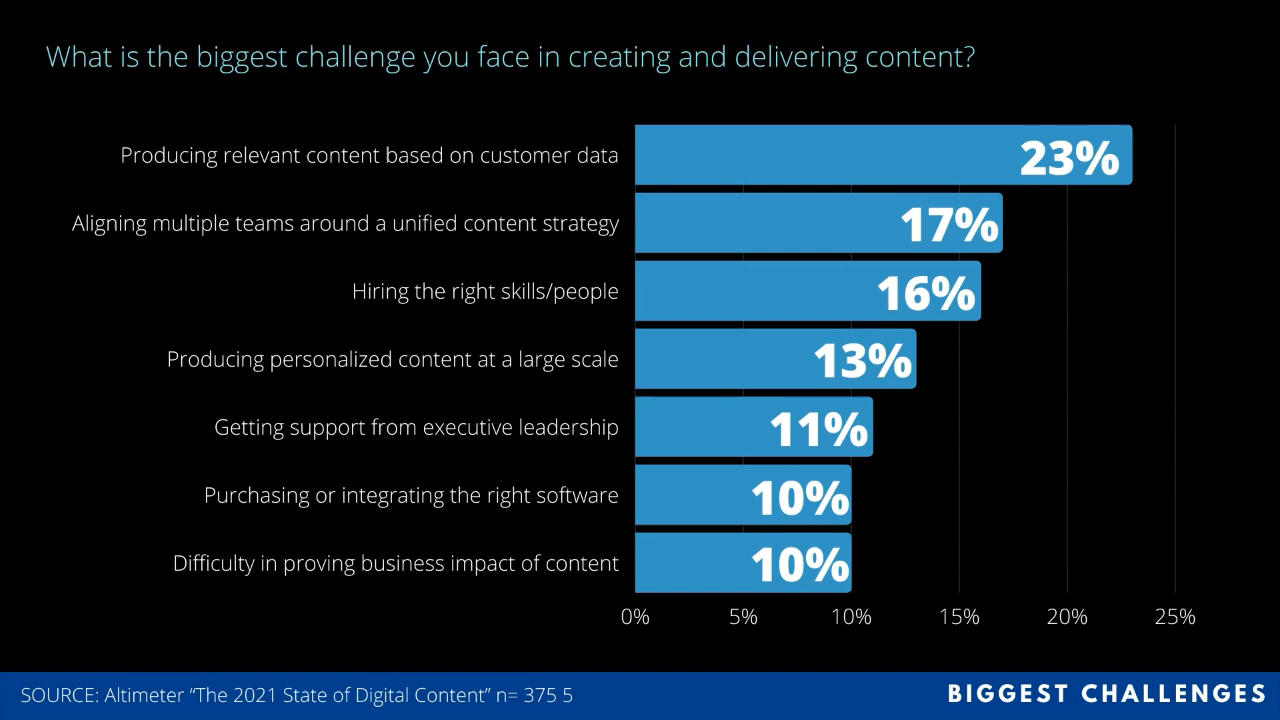 What is the biggest challenge you face in creating and delivering content?
Producing relevant content based on customer data 23%
Aligning multiple teams around a unified content strategy 17%
Hiring the right skills/people 16%
Producing personalized content at a large scale 13%
Getting support from executive leadership 11%
Purchasing or integrating the right software 10%
Difficulty in proving business impact of content 10%
0% 5% 10% 15% 20% 25%
SOURCE: Altimeter “The 2021 State of Digital Content” n= 375 5 BIGGEST CHALLENGES